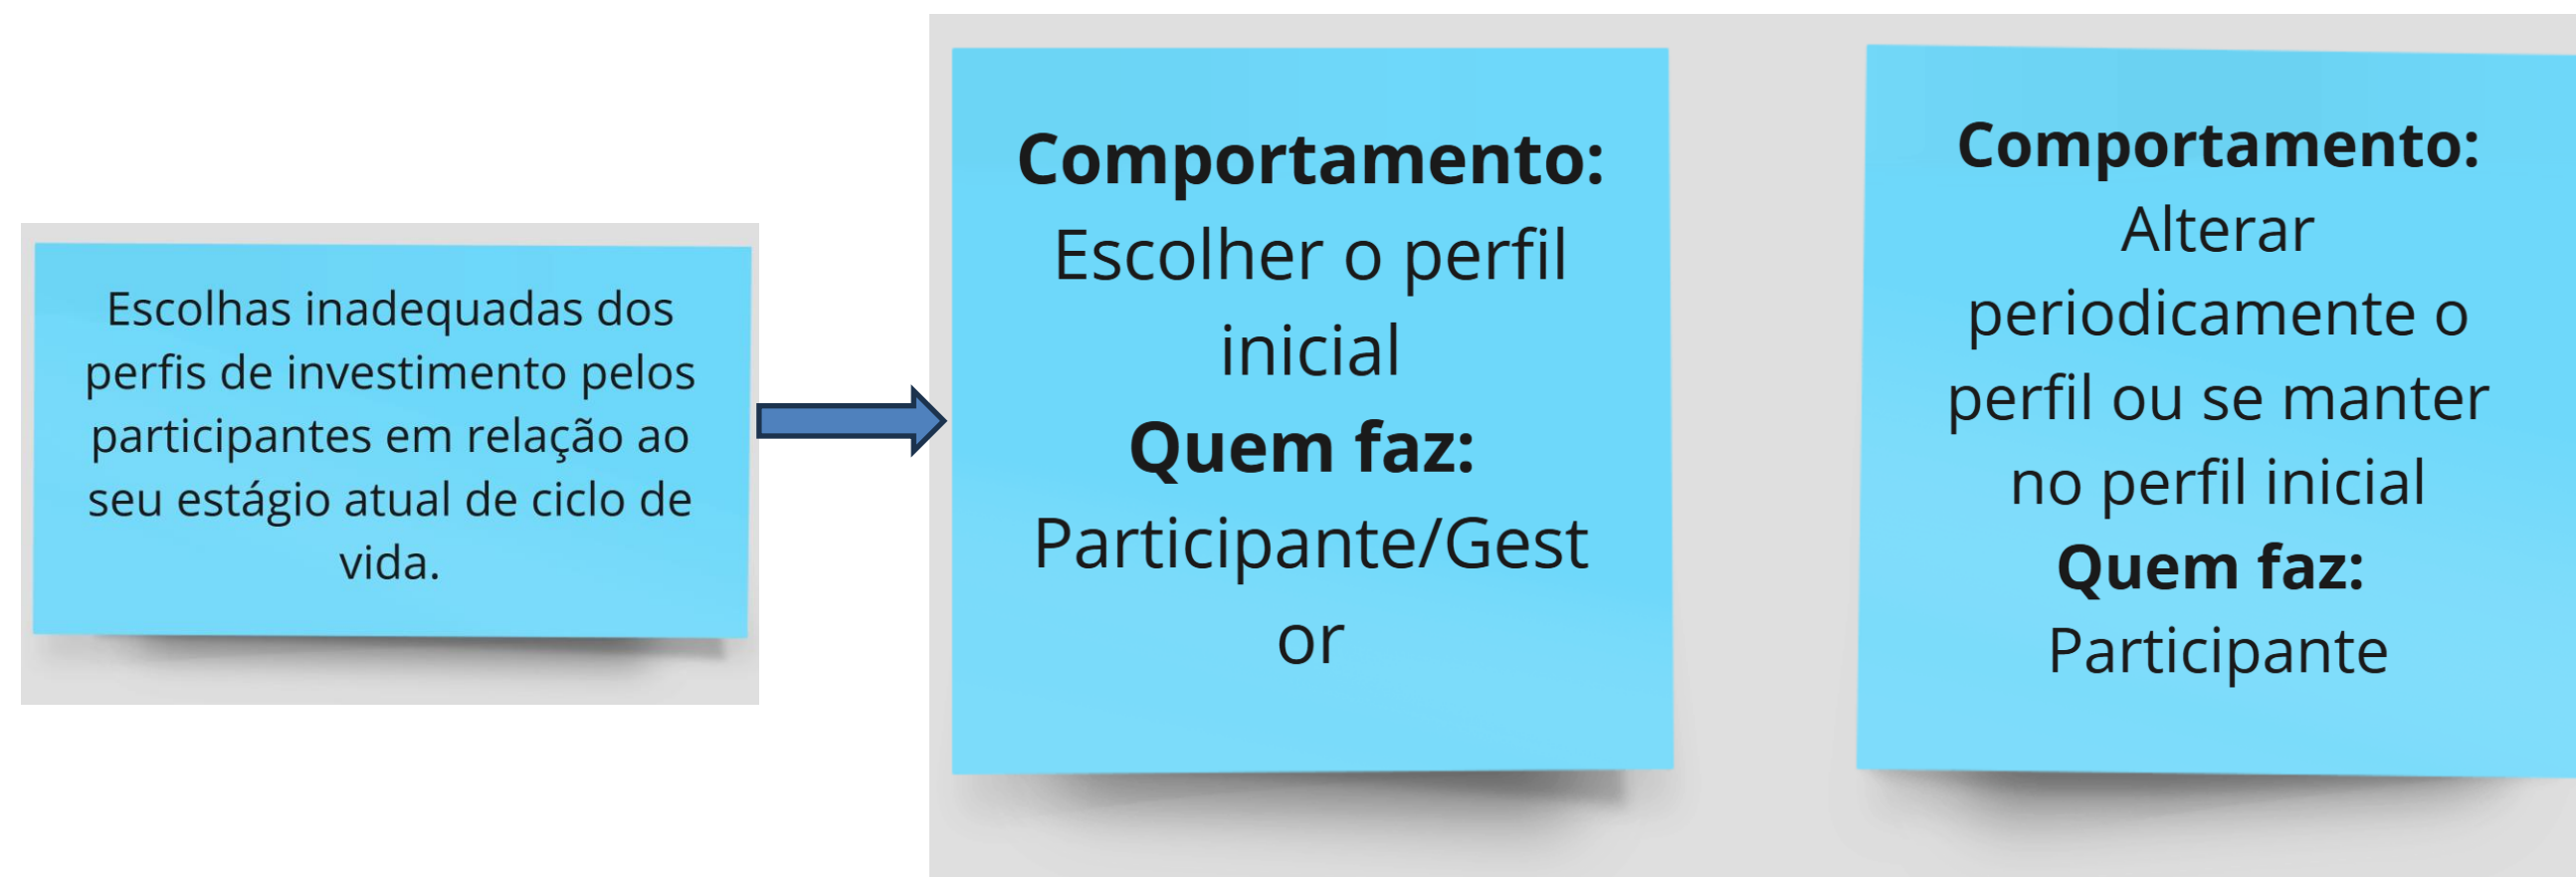 Escolhas inadequadas dos
perfis de investimento pelos
participantes em relação ao
seu estágio atual de ciclo de
vida.
Comportamento:
Escolher o perfil
inicial
Quem faz:
Participante/Gest
or
Comportamento:
Alterar
periodicamente o
perfil ou se manter
no perfil inicial
Quem faz:
Participante